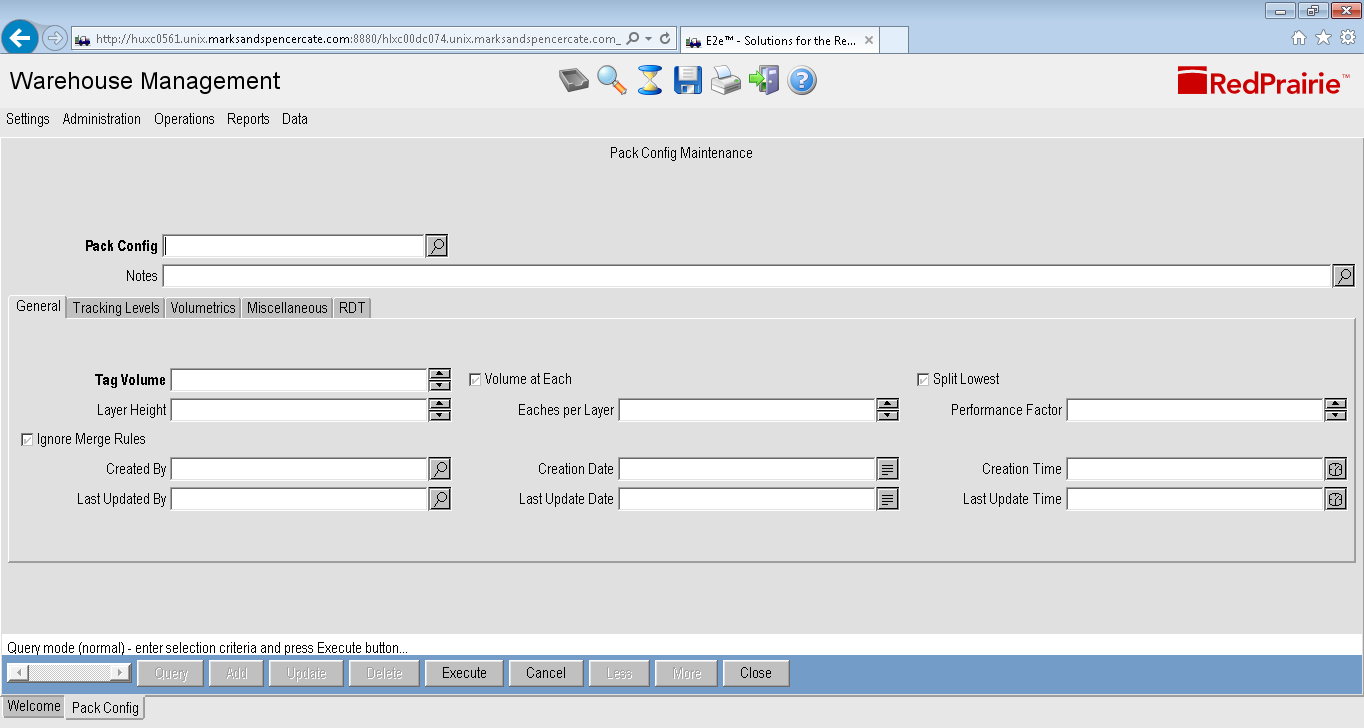 http://huxc0561.unix.marksandspencercate.com:8880/hlxc00dc074.unix.marksandspencercate.com_
E2e™ - Solutions for the Re...
Warehouse Management
RedPrairie™
Settings Administration Operations Reports Data
Pack Config Maintenance
Pack Config
Notes
General Tracking Levels Volumetrics Miscellaneous RDT
Tag Volume Volume at Each Split Lowest
Layer Height Eaches per Layer Performance Factor
Ignore Merge Rules
Created By Creation Date Creation Time
Last Updated By Last Update Date Last Update Time
Query mode (normal) - enter selection criteria and press Execute button...
Query Add Update Delete Execute Cancel Less More Close
Welcome Pack Config